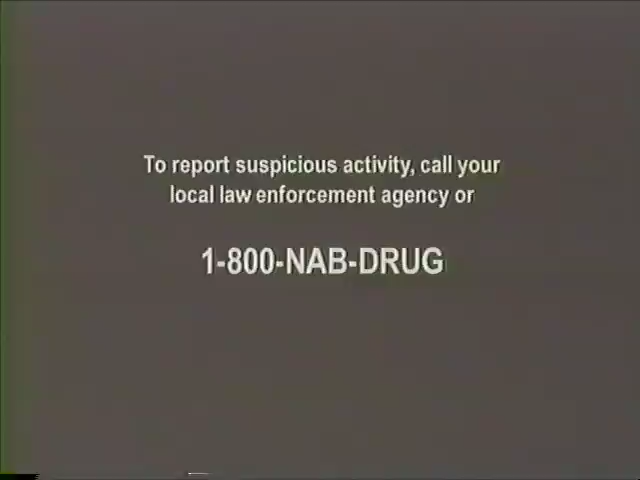 To report suspicious activity, call your
local law enforcement agency or
1-800-NAB-DRUG